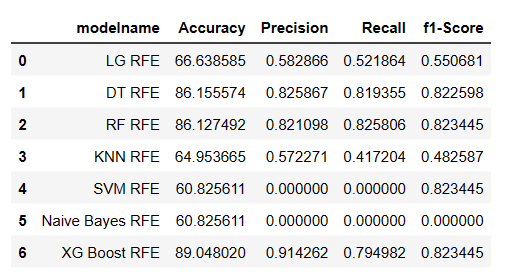 modelname Accuracy Precision Recall f1-Score
0 LG RFE 66.638585 0.582866 0.521864 0.550681
1 DT RFE 86.155574 0.825867 0.819355 0.822598
2 RF RFE 86.127492 0.821098 0.825806 0.823445
3 KNN RFE 64.953665 0.572271 0.417204 0.482587
4 SVM RFE 60.825611 0.000000 0.000000 0.823445
5 Naive Bayes RFE 60.825611 0.000000 0.000000 0.000000
6 XG Boost RFE 89.048020 0.914262 0.794982 0.823445